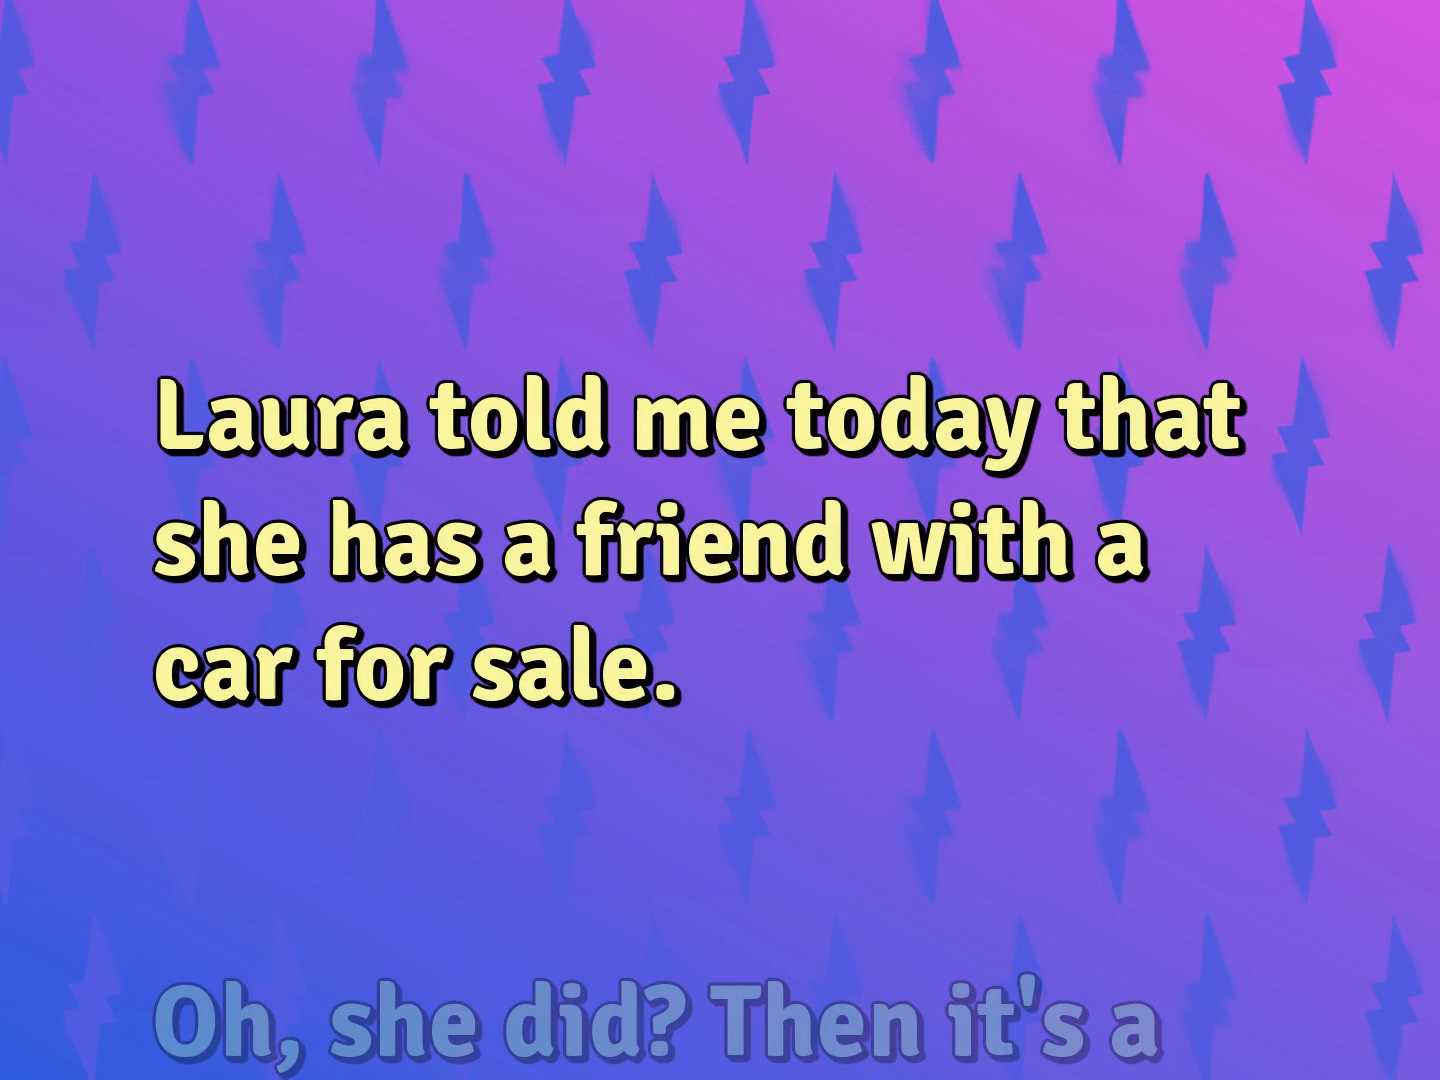 Laura told me today that
she has a friend with a
car for sale.
Oh, she did? Then it's a